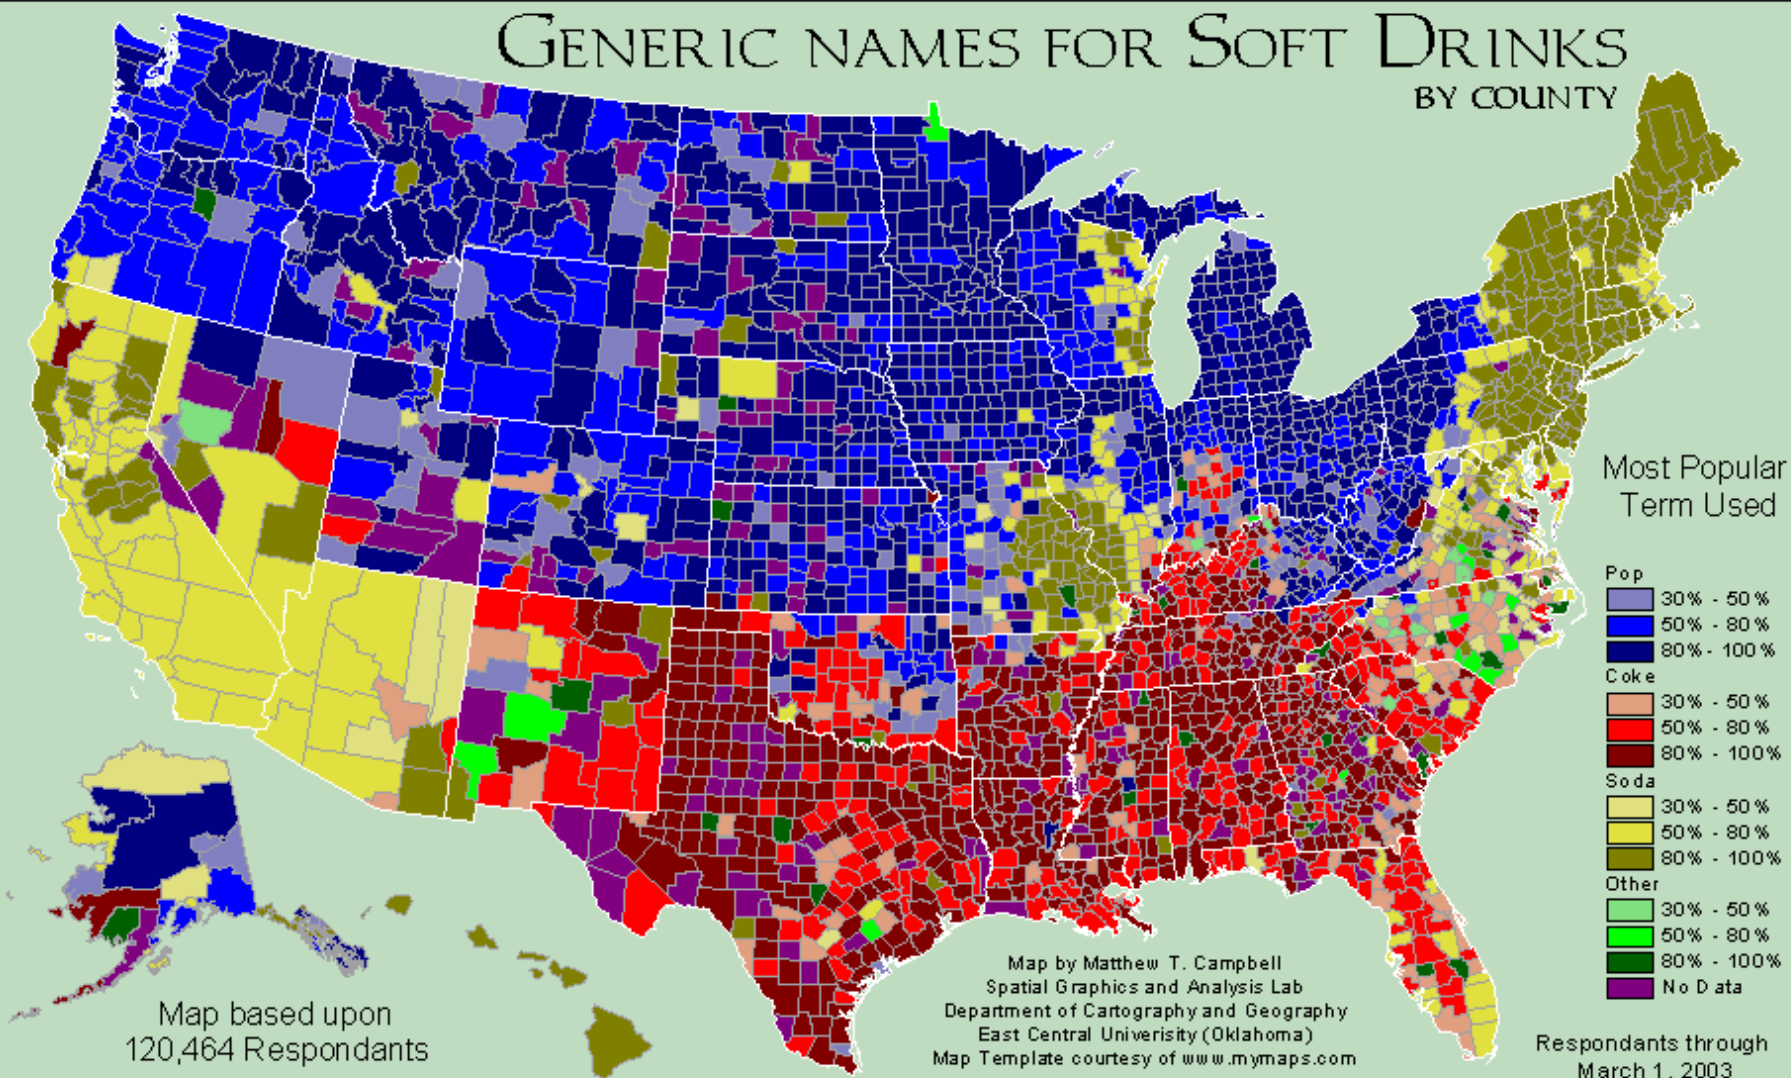 GENERIC NAMES FOR SOFT DRINKS
BY COUNTY
Most Popular
Term Used
Pop
30% - 50%
50% - 80%
80% - 100%
Coke
30% - 50%
50% - 80%
80% - 100%
Soda
30% - 50%
50% - 80%
80% - 100%
Other
30% - 50%
50% - 80%
80% - 100%
No Data
Map by Matthew T. Campbell
Spatial Graphics and Analysis Lab
Department of Cartography and Geography
East Central Univerisity (Oklahoma)
Map Template courtesy of www.mymaps.com
Map based upon
120,464 Respondants
Respondants through
March 1, 2003